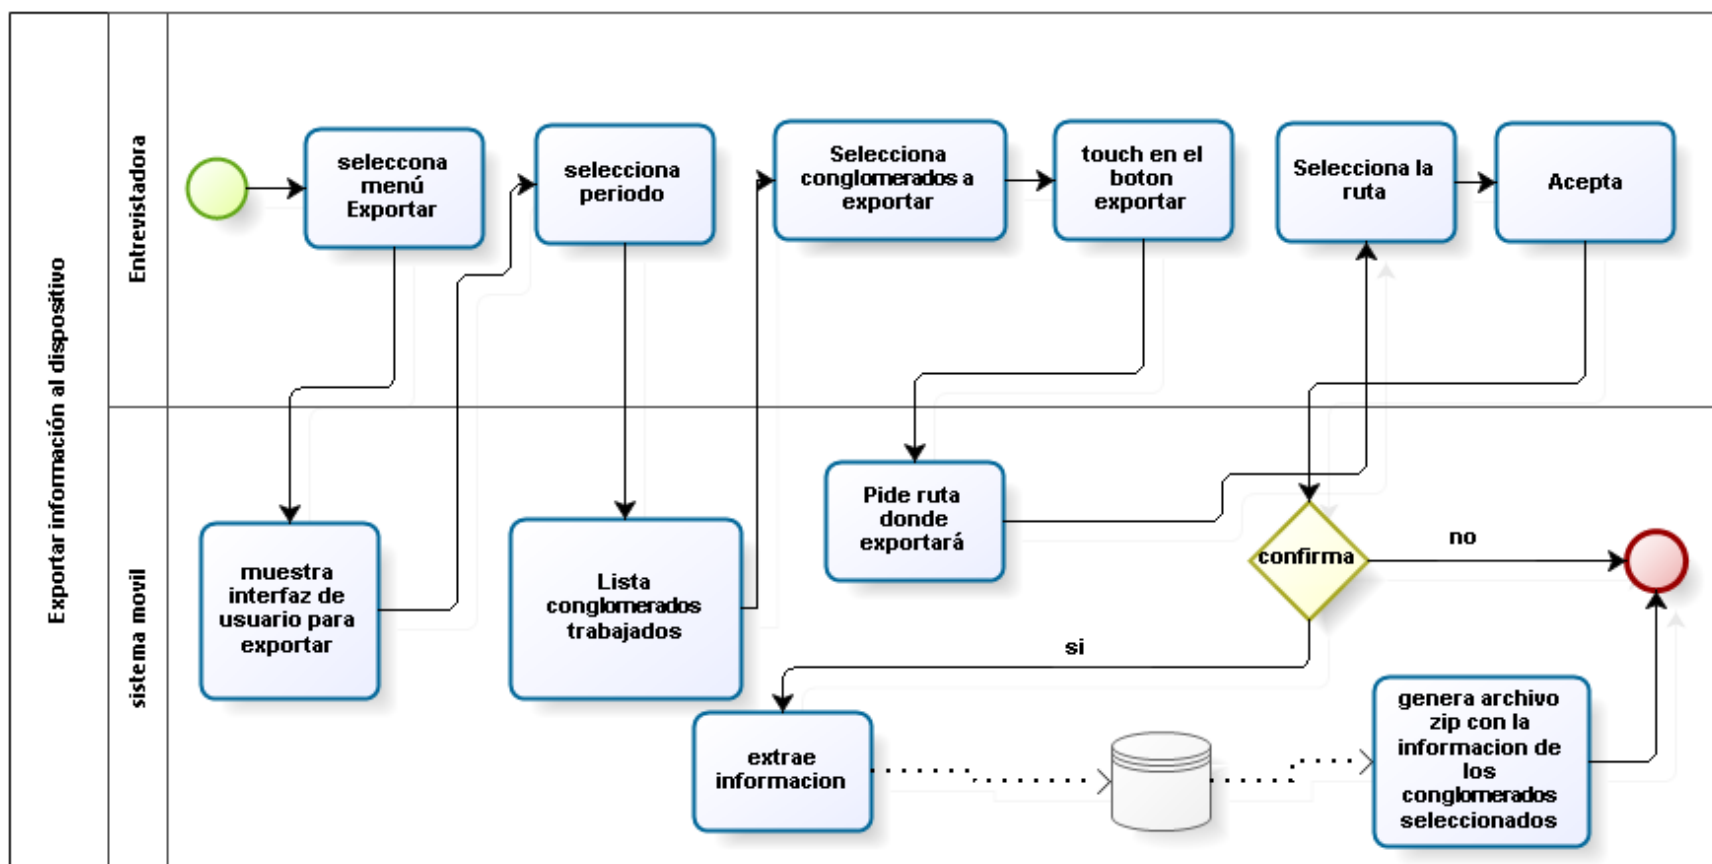 Exportar información al dispositivo
Entrevistadora
seleccona
menú
Exportar
selecciona
periodo
Selecciona
conglomerados a
exportar
touch en el
boton
exportar
Selecciona la
ruta
Acepta
sistema movil
muestra
interfaz de
usuario para
exportar
Lista
conglomerados
trabajados
Pide ruta
donde
exportará
confirma
no
si
extrae
informacion
genera archivo
zip con la
informacion de
los
conglomerados
seleccionados